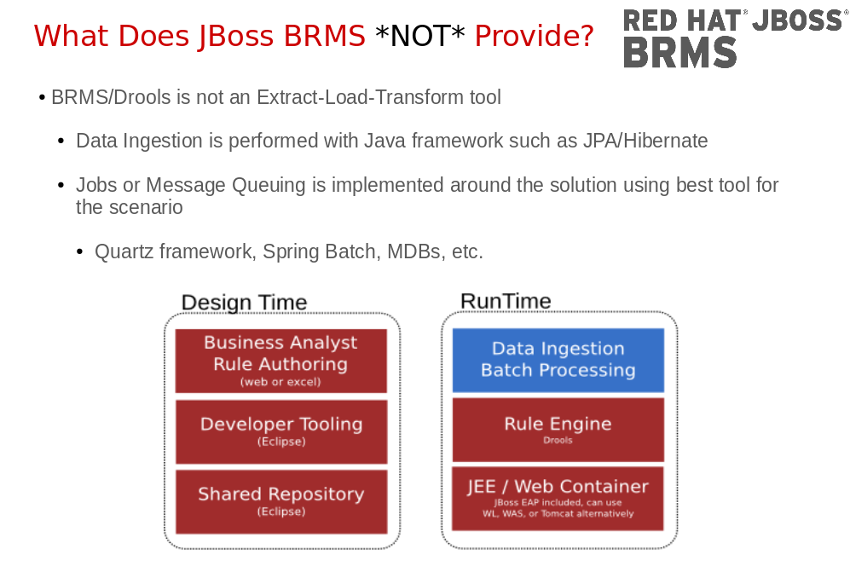 What Does JBoss BRMS *NOT* Provide?
RED HAT® JBOSS®
BRMS
• BRMS/Drools is not an Extract-Load-Transform tool
• Data Ingestion is performed with Java framework such as JPA/Hibernate
• Jobs or Message Queuing is implemented around the solution using best tool for
the scenario
• Quartz framework, Spring Batch, MDBs, etc.
Design Time
Business Analyst
Rule Authoring
(web or excel)
Developer Tooling
(Eclipse)
Shared Repository
(Eclipse)
RunTime
Data Ingestion
Batch Processing
Rule Engine
Drools
JEE / Web Container
JBoss EAP included, can use
WL, WAS, or Tomcat alternatively